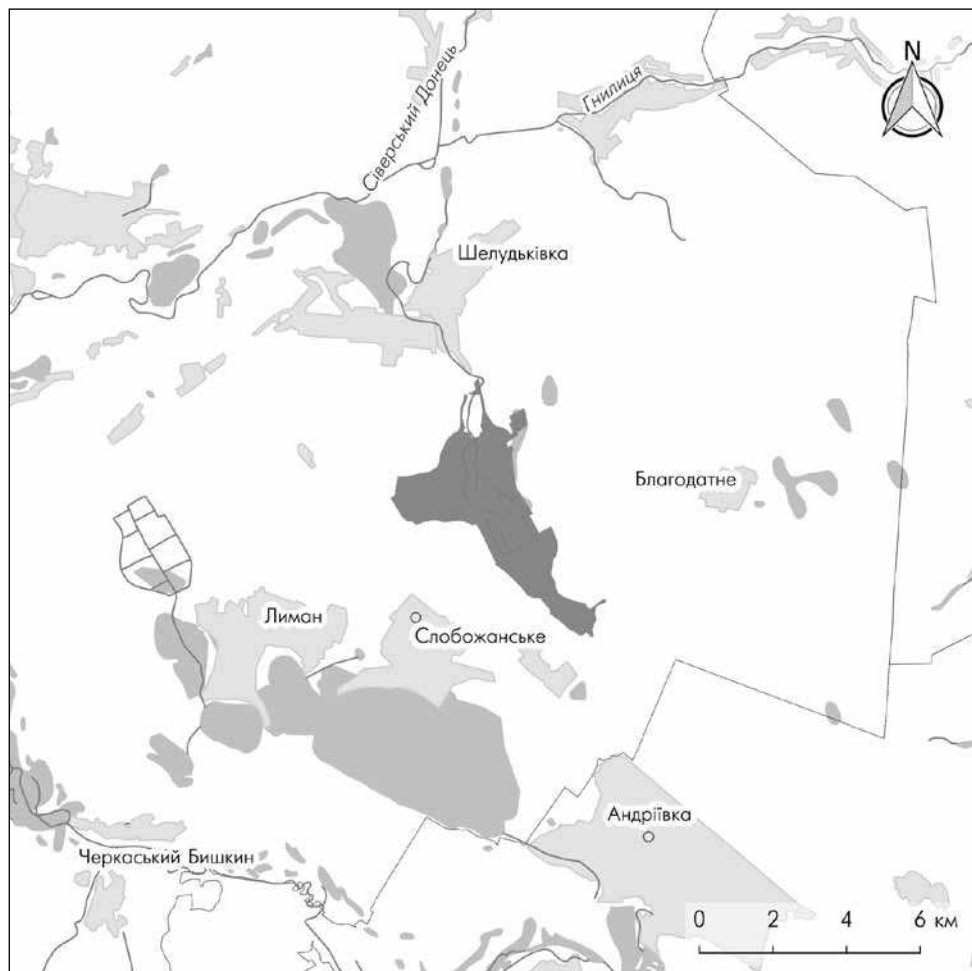 N
Сіверський Донець
Гнилиця
Шелудьківка
Благодатне
Лиман
Слобожанське
Андріївка
Черкаський Бишкин
0 2 4 6 км